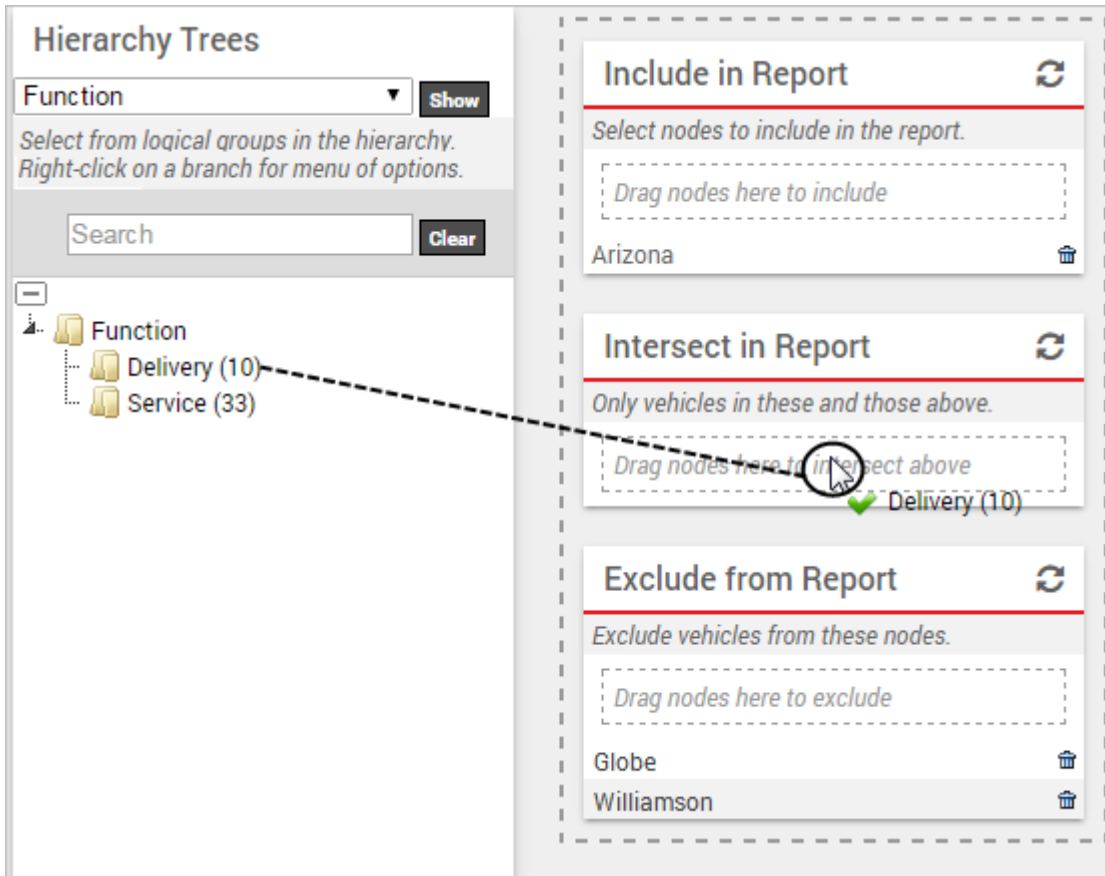 Hierarchy Trees
Function
Show
Select from logical groups in the hierarchy.
Right-click on a branch for menu of options.
Search
Clear
Function
Delivery (10)
Service (33)
Include in Report
Select nodes to include in the report.
Drag nodes here to include
Arizona
Intersect in Report
Only vehicles in these and those above.
Drag nodes here to intersect above
Delivery (10)
Exclude from Report
Exclude vehicles from these nodes.
Drag nodes here to exclude
Globe
Williamson